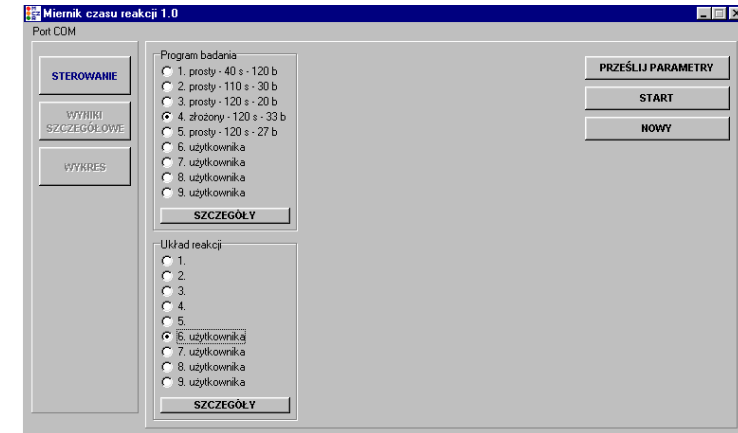 Miernik czasu reakcji 1.0
Port COM
STEROWANIE
WYNIKI
SZCZEGÓŁOWE
WYKRES
Program badania
1. prosty - 40 s - 120 b
2. prosty - 110 s - 30 b
3. prosty - 120 s - 20 b
4. złożony - 120 s - 33 b
5. prosty - 120 s - 27 b
6. użytkownika
7. użytkownika
8. użytkownika
9. użytkownika
SZCZEGÓŁY
Układ reakcji
1.
2.
3.
4.
5.
6. użytkownika
7. użytkownika
8. użytkownika
9. użytkownika
SZCZEGÓŁY
PRZEŚLIJ PARAMETRY
START
NOWY